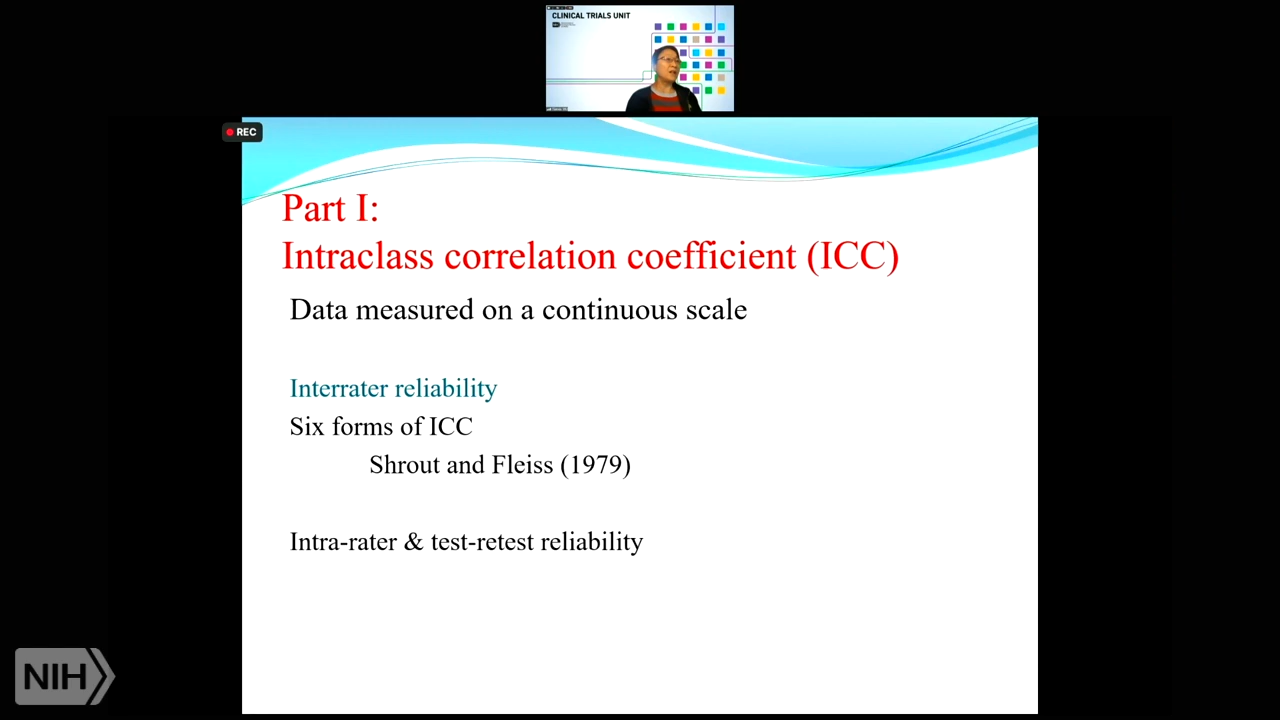 CLINICAL TRIALS UNIT
REC
Part I:
Intraclass correlation coefficient (ICC)
Data measured on a continuous scale
Interrater reliability
Six forms of ICC
Shrout and Fleiss (1979)
Intra-rater & test-retest reliability
NIH